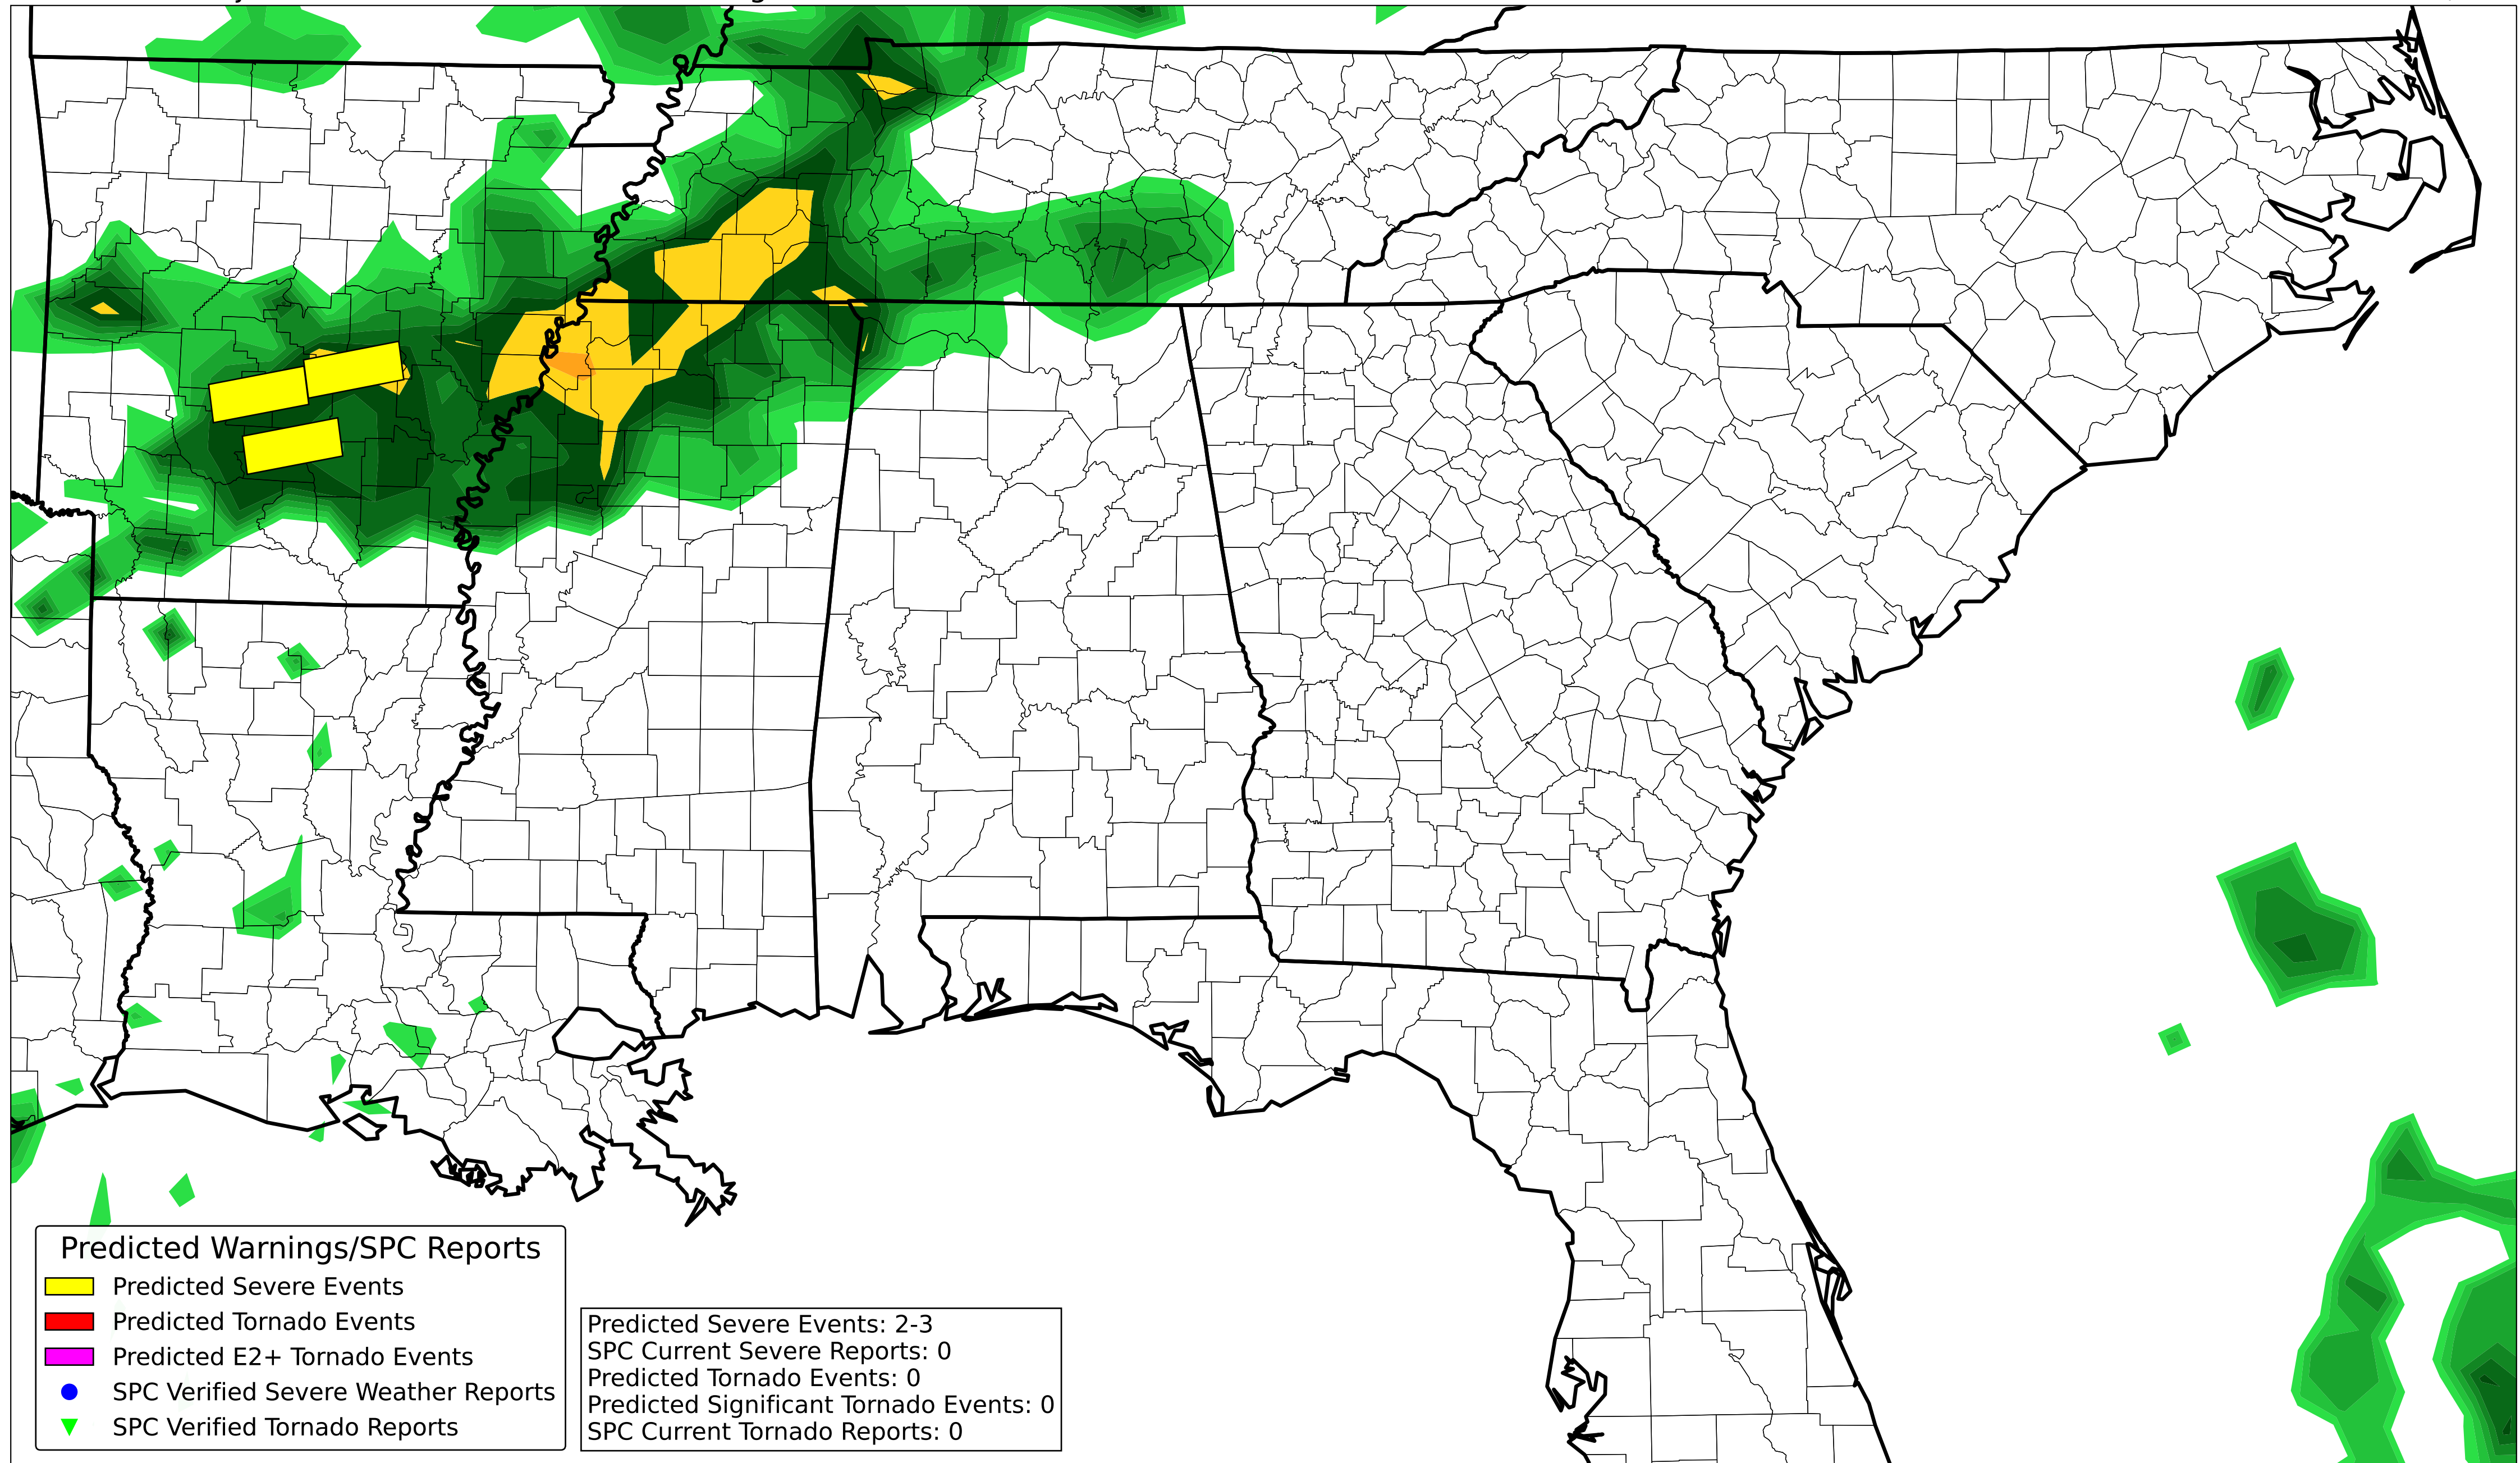 Predicted Warnings/SPC Reports
Predicted Severe Events
Predicted Tornado Events
Predicted E2+ Tornado Events
SPC Verified Severe Weather Reports
SPC Verified Tornado Reports
Predicted Severe Events: 2-3
SPC Current Severe Reports: 0
Predicted Tornado Events: 0
Predicted Significant Tornado Events: 0
SPC Current Tornado Reports: 0